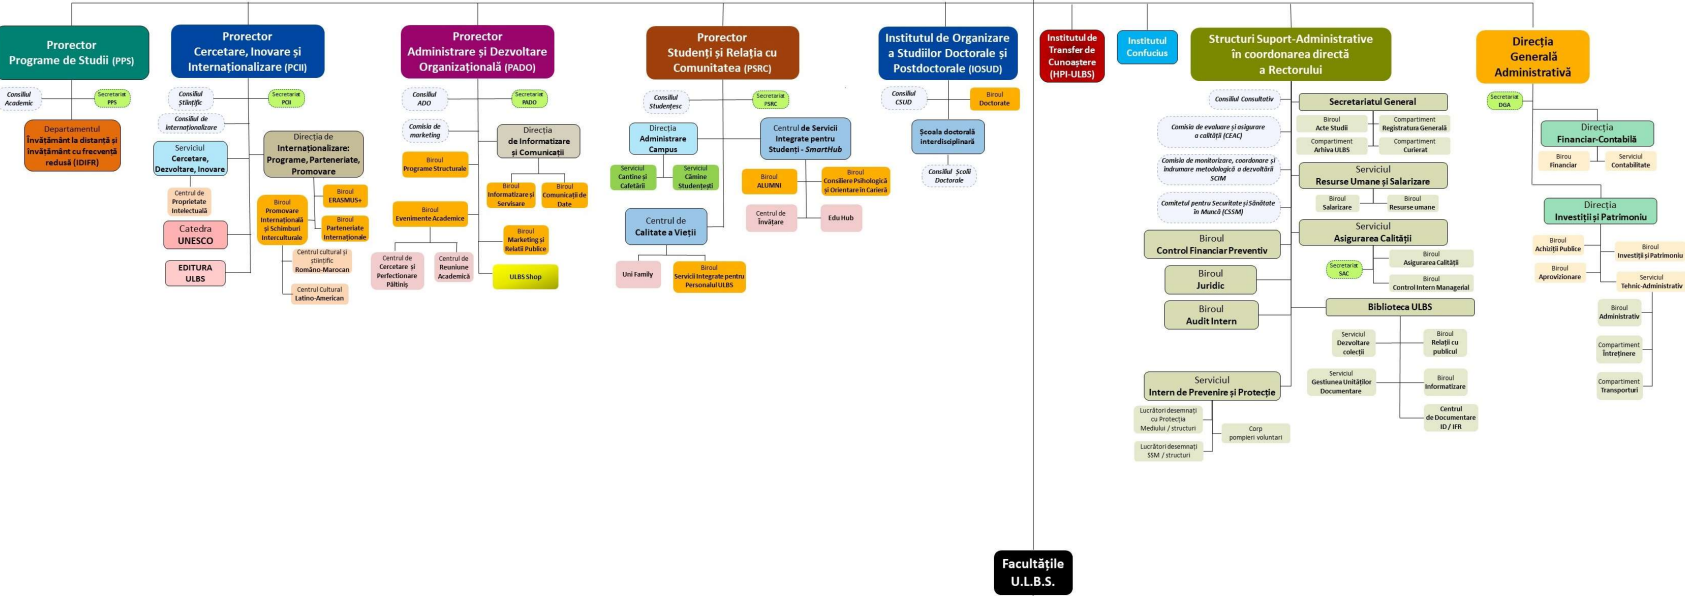 Prorector
Programe de Studii (PPS)
Consiliul
Academic
Secretariat
PPS
Departamentul
Învățământ la distanță și
învățământ cu frecvență
redusă (IDIFR)
Prorector
Cercetare, Inovare și
Internaționalizare (PCII)
Consiliul
Științific
Secretariat
PCII
Consiliul de
internaționalizare
Serviciul
Cercetare,
Dezvoltare, Inovare
Direcția de
Internaționalizare:
Programe, Parteneriate,
Promovare
Centrul de
Proprietate
Intelectuală
Biroul
ERASMUS+
Biroul
Promovare
Internațională
și Schimburi
Interculturale
Biroul
Parteneriate
Internationale
Catedra
UNESCO
Centrul cultural și
științific
Româno-Marocan
EDITURA
ULBS
Centrul Cultural
Latino-American
Prorector
Administrare și Dezvoltare
Organizațională (PADO)
Consiliul
ADO
Secretariat
PADO
Comisia de
marketing
Direcția
de Informatizare
și Comunicații
Biroul
Programe Structurale
Biroul
Informatizare și
Servisare
Biroul
Comunicații de
Date
Biroul
Evenimente Academice
Biroul
Marketing și
Relatii Publice
Centrul de
Cercetare și
Perfectionare
Păltiniș
Centrul de
Reuniune
Academică
ULBS Shop
Prorector
Studenți și Relația cu
Comunitatea (PSRC)
Consiliul
Studențesc
Secretariat
PSRC
Direcția
Administrare
Campus
Centrul de Servicii
Integrate pentru
Studenți - SmartHub
Serviciul
Cantine și
Cafetării
Serviciul
Cămine
Studențești
Biroul
ALUMNI
Biroul
Consiliere Psihologică
și Orientare în Carieră
Centrul de
Calitate a Vieții
Centrul de
Învățare
Edu Hub
Uni Family
Biroul
Servicii Integrate pentru
Personalul ULBS
Institutul de Organizare
a Studiilor Doctorale și
Postdoctorale (IOSUD)
Consiliul
CSUD
Biroul
Doctorate
Școala doctorală
interdisciplinară
Consiliul Școlii
Doctorale
Institutul de
Transfer de
Cunoaștere
(HPI-ULBS)
Institutul
Confucius
Structuri Suport-Administrative
în coordonarea directă
a Rectorului
Consiliul Consultativ
Secretariatul General
Biroul
Acte Studii
Compartiment
Registratura Generală
Comisia de evaluare și asigurare
a calității (CEAC)
Compartiment
Arhiva ULBS
Compartiment
Curierat
Comisia de monitorizare, coordonare și
îndrumare metodologică a dezvoltării
SCIM
Serviciul
Resurse Umane și Salarizare
Comitetul pentru Securitate și Sănătate
în Muncă (CSSM)
Biroul
Salarizare
Biroul
Resurse umane
Biroul
Control Financiar Preventiv
Serviciul
Asigurarea Calității
Secretariat
SAC
Biroul
Asigurarea Calității
Biroul
Control Intern Managerial
Biroul
Juridic
Biroul
Audit Intern
Biblioteca ULBS
Serviciul
Dezvoltare
colecții
Biroul
Relații cu
publicul
Serviciul
Gestiunea Unităților
Documentare
Biroul
Informatizare
Centrul
de Documentare
ID / IFR
Serviciul
Intern de Prevenire și Protecție
Lucrători desemnați
cu Protecția
Mediului / structuri
Corp
pompieri voluntari
Lucrători desemnați
SSM / structuri
Direcția
Generală
Administrativă
Secretariat
DGA
Direcția
Financiar-Contabilă
Birou
Financiar
Serviciul
Contabilitate
Direcția
Investiții și Patrimoniu
Biroul
Achiziții Publice
Biroul
Investiții și Patrimoniu
Biroul
Aprovizionare
Serviciul
Tehnic-Administrativ
Biroul
Administrativ
Compartiment
Întreținere
Compartiment
Transporturi
Facultățile
U.L.B.S.